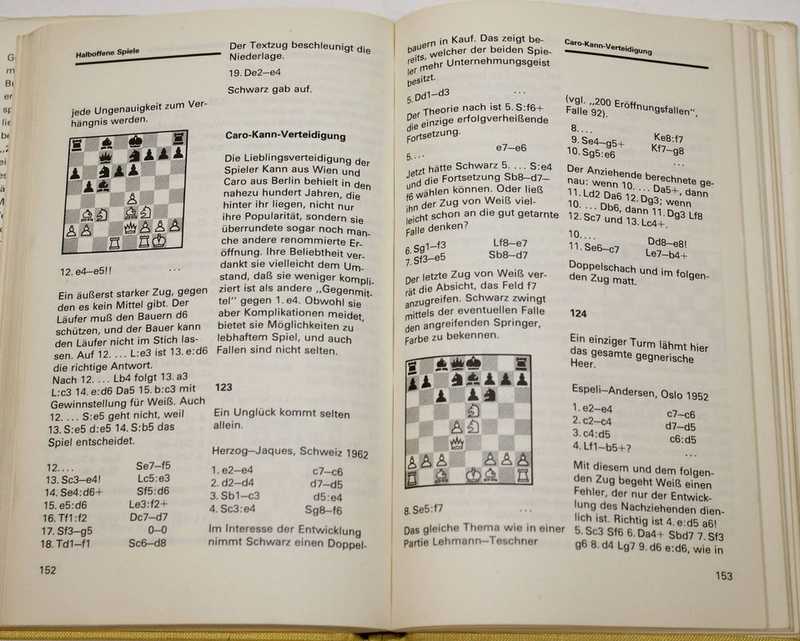 Halboffene Spiele
jede Ungenauigkeit zum Ver-
hängnis werden.
12. e4–e5!! ...
Ein äußerst starker Zug, gegen
den es kein Mittel gibt. Der
Läufer muß den Bauern d6
schützen, und der Bauer kann
den Läufer nicht im Stich las-
sen. Auf 12. ... L:e3 ist 13. e:d6
die richtige Antwort.
Nach 12. ... Lb4 folgt 13. a3
L:c3 14. e:d6 Da5 15. b:c3 mit
Gewinnstellung für Weiß. Auch
12. ... S:e5 geht nicht, weil
13. S:e5 d:e5 14. S:b5 das
Spiel entscheidet.
12.... Se7–f5
13. Sc3–e4! Lc5:e3
14. Se4:d6+ Sf5:d6
15. e5:d6 Le3:f2+
16. Tf1:f2 Dc7–d7
17. Sf3–g5 0–0
18. Td1–f1 Sc6–d8
152
Der Textzug beschleunigt die
Niederlage.
19. De2–e4
Schwarz gab auf.
Caro-Kann-Verteidigung
Die Lieblingsverteidigung der
Spieler Kann aus Wien und
Caro aus Berlin behielt in den
nahezu hundert Jahren, die
hinter ihr liegen, nicht nur
ihre Popularität, sondern sie
überrundete sogar noch man-
che andere renommierte Er-
öffnung. Ihre Beliebtheit ver-
dankt sie vielleicht dem Um-
stand, daß sie weniger kompli-
ziert ist als andere „Gegenmit-
tel" gegen 1. e4. Obwohl sie
aber Komplikationen meidet,
bietet sie Möglichkeiten zu
lebhaftem Spiel, und auch
Fallen sind nicht selten.
123
Ein Unglück kommt selten
allein.
Herzog–Jaques, Schweiz 1962
1. e2–e4 c7–c6
2. d2–d4 d7–d5
3. Sb1–c3 d5:e4
4. Sc3:e4 Sg8–f6
Im Interesse der Entwicklung
nimmt Schwarz einen Doppel-
bauern in Kauf. Das zeigt be-
reits, welcher der beiden Spie-
ler mehr Unternehmungsgeist
besitzt.
5. Dd1–d3 ...
Der Theorie nach ist 5. S:f6+
die einzige erfolgverheißende
Fortsetzung.
5.... e7–e6
Jetzt hätte Schwarz 5. ... S:e4
und die Fortsetzung Sb8–d7–
f6 wählen können. Oder ließ
ihn der Zug von Weiß viel-
leicht schon an die gut getarnte
Falle denken?
6. Sg1–f3 Lf8–e7
7. Sf3–e5 Sb8–d7
Der letzte Zug von Weiß ver-
rät die Absicht, das Feld f7
anzugreifen. Schwarz zwingt
mittels der eventuellen Falle
den angreifenden Springer,
Farbe zu bekennen.
8. Se5:f7 ...
Das gleiche Thema wie in einer
Partie Lehmann–Teschner
Caro-Kann-Verteidigung
(vgl. „200 Eröffnungsfallen",
Falle 92).
8.... Ke8:f7
9. Se4–g5+ Kf7–g8
10. Sg5:e6 ...
Der Anziehende berechnete ge-
nau: wenn 10. ... Da5+, dann
11. Ld2 Da6 12. Dg3; wenn
10. ... Db6, dann 11. Dg3 Lf8
12. Sc7 und 13. Lc4+.
10.... Dd8–e8!
11. Se6–c7 Le7–b4+
Doppelschach und im folgen-
den Zug matt.
124
Ein einziger Turm lähmt hier
das gesamte gegnerische
Heer.
Espeli–Andersen, Oslo 1952
1. e2–e4 c7–c6
2. c2–c4 d7–d5
3. c4:d5 c6:d5
4. Lf1–b5+? ...
Mit diesem und dem folgen-
den Zug begeht Weiß einen
Fehler, der nur der Entwick-
lung des Nachziehenden dien-
lich ist. Richtig ist 4. e:d5 a6!
5. Sc3 Sf6 6. Da4+ Sbd7 7. Sf3
g6 8. d4 Lg7 9. d6 e:d6, wie in
153